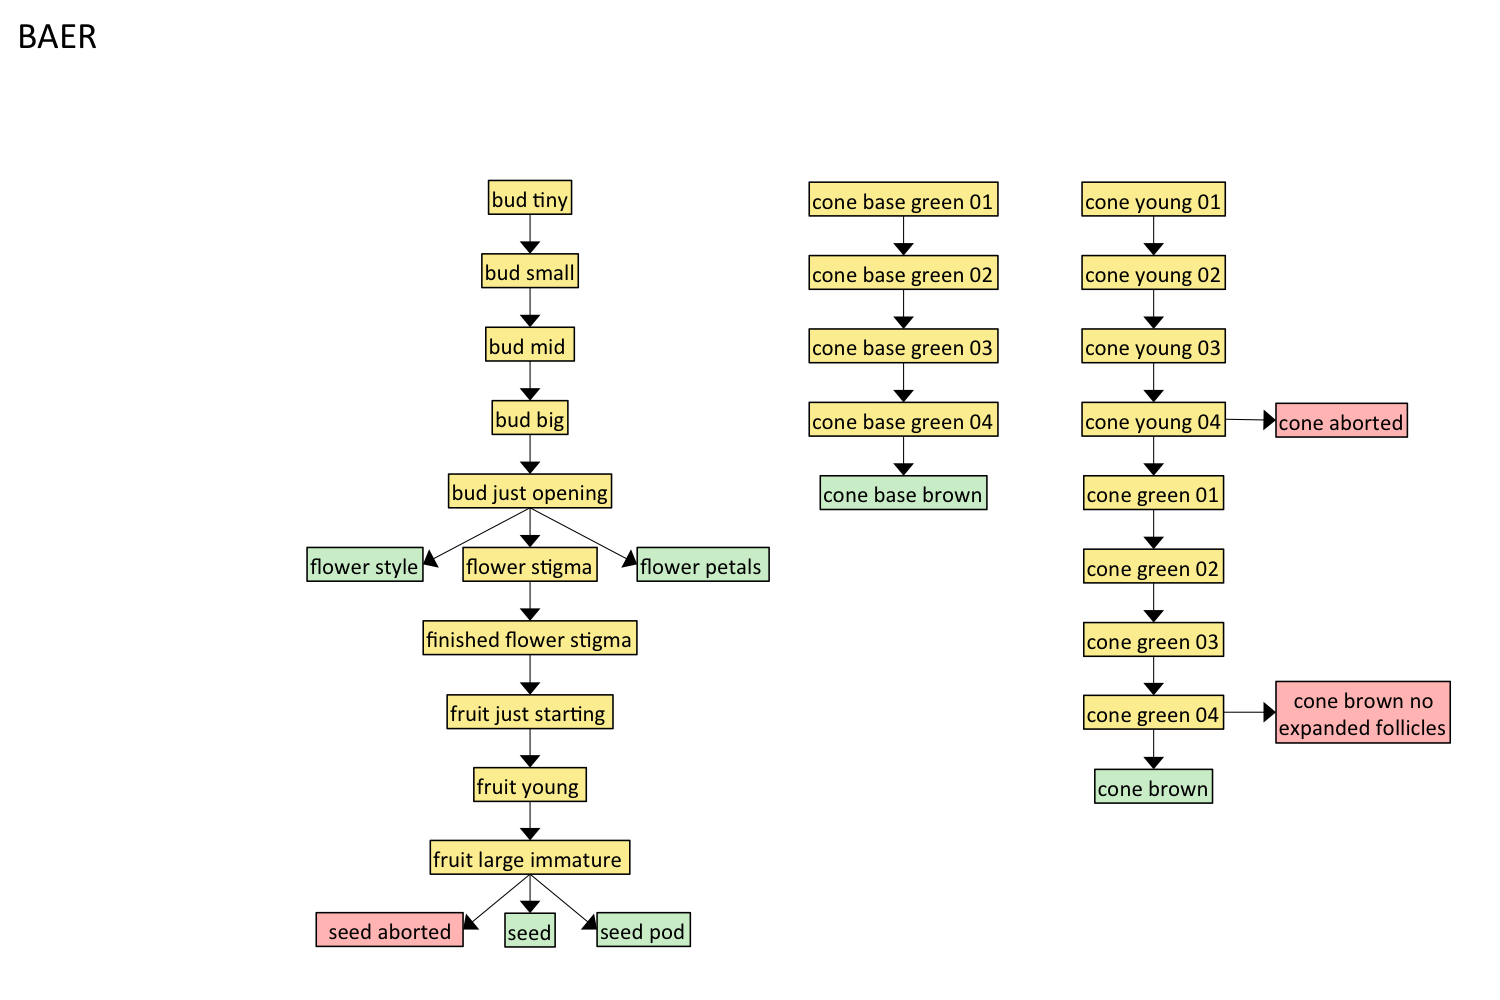 BAER
bud tiny
bud small
bud mid
bud big
bud just opening
flower style
flower stigma
flower petals
finished flower stigma
fruit just starting
fruit young
fruit large immature
seed aborted
seed
seed pod
cone base green 01
cone base green 02
cone base green 03
cone base green 04
cone base brown
cone young 01
cone young 02
cone young 03
cone young 04
cone aborted
cone green 01
cone green 02
cone green 03
cone green 04
cone brown no
expanded follicles
cone brown